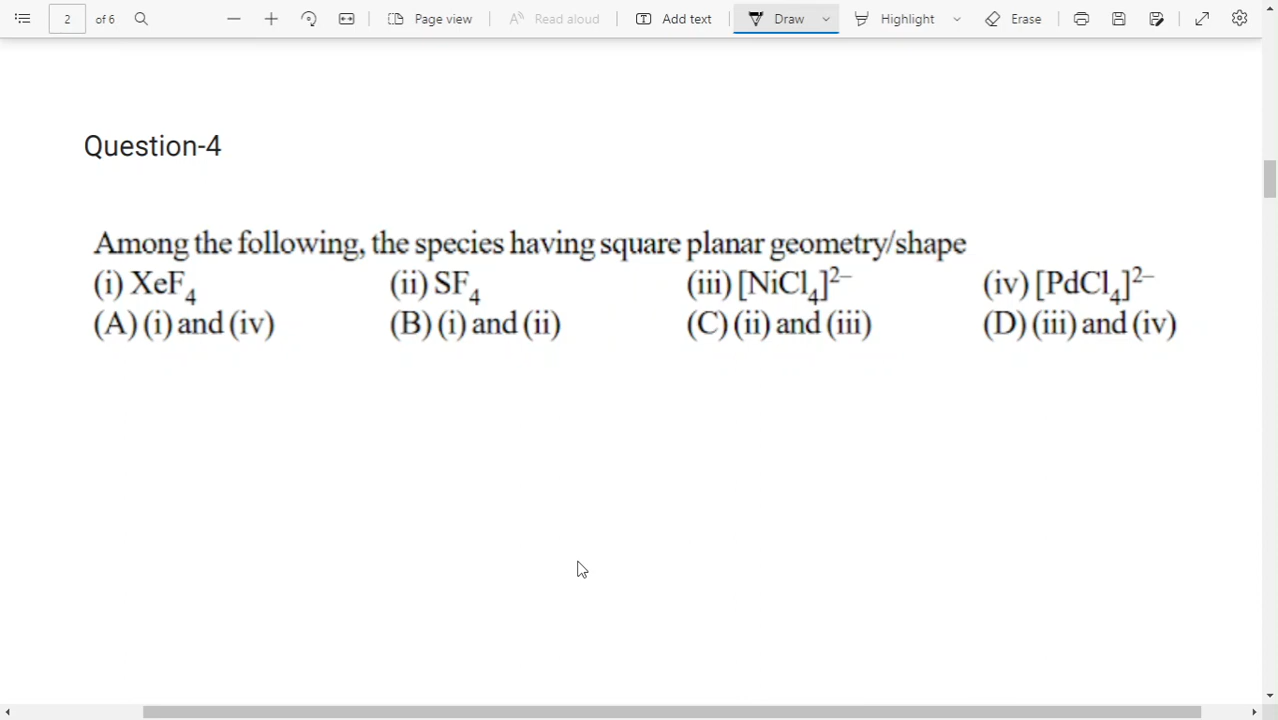 2 of 6 Page view Read aloud Add text Draw Highlight Erase
Question-4
Among the following, the species having square planar geometry/shape
(i) XeF₄ (ii) SF₄ (iii) [NiCl₄]²⁻ (iv) [PdCl₄]²⁻
(A) (i) and (iv) (B) (i) and (ii) (C) (ii) and (iii) (D) (iii) and (iv)